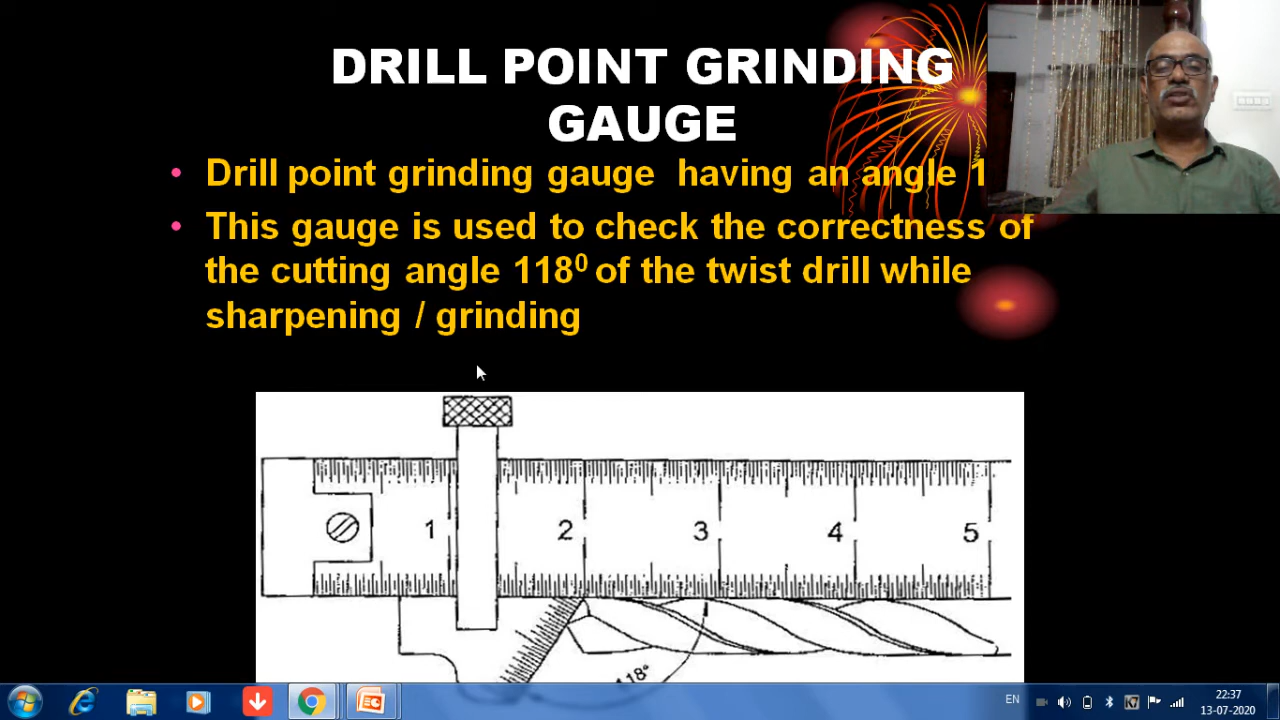 DRILL POINT GRINDING
GAUGE
• Drill point grinding gauge having an angle 1
• This gauge is used to check the correctness of
the cutting angle 118⁰ of the twist drill while
sharpening / grinding
1 2 3 4 5
118°
EN
22:37
13-07-2020